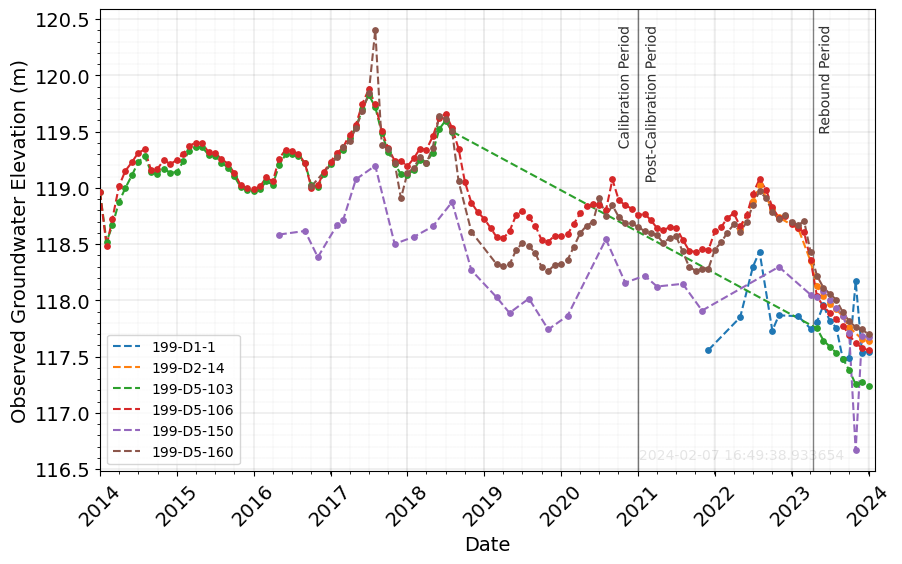 Observed Groundwater Elevation (m)
120.5
120.0
119.5
119.0
118.5
118.0
117.5
117.0
116.5
Calibration Period
Post-Calibration Period
Rebound Period
199-D1-1
199-D2-14
199-D5-103
199-D5-106
199-D5-150
199-D5-160
2024-02-07 16:49:38.933654
2014
2015
2016
2017
2018
2019
2020
2021
2022
2023
2024
Date